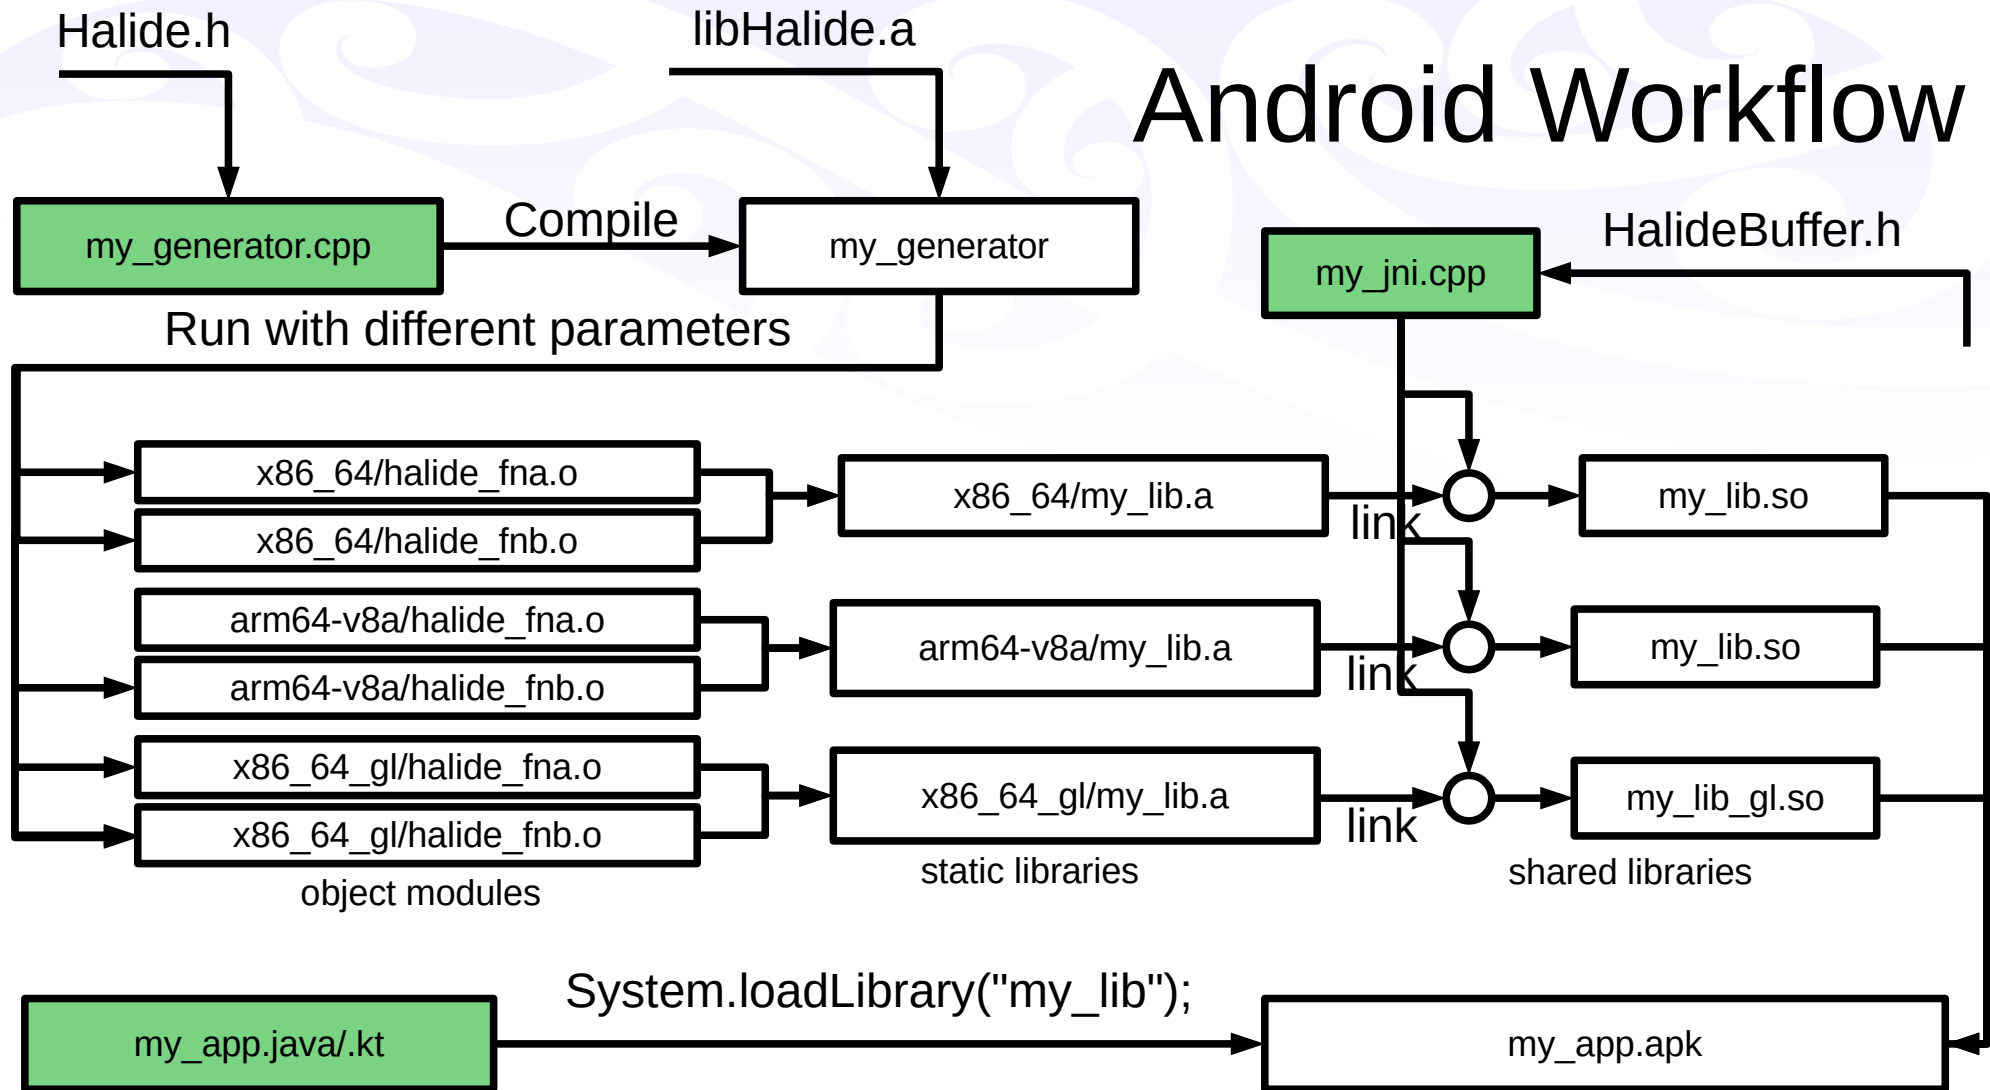 Halide.h
libHalide.a
Android Workflow
my_generator.cpp
Compile
my_generator
my_jni.cpp
HalideBuffer.h
Run with different parameters
x86_64/halide_fna.o
x86_64/halide_fnb.o
x86_64/my_lib.a
link
my_lib.so
arm64-v8a/halide_fna.o
arm64-v8a/halide_fnb.o
arm64-v8a/my_lib.a
link
my_lib.so
x86_64_gl/halide_fna.o
x86_64_gl/halide_fnb.o
x86_64_gl/my_lib.a
link
my_lib_gl.so
object modules
static libraries
shared libraries
System.loadLibrary("my_lib");
my_app.java/.kt
my_app.apk